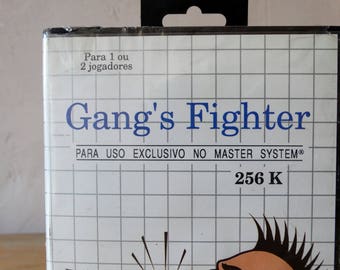 Para 1 ou
2 jogadores
Gang's Fighter
PARA USO EXCLUSIVO NO MASTER SYSTEM®
256 K